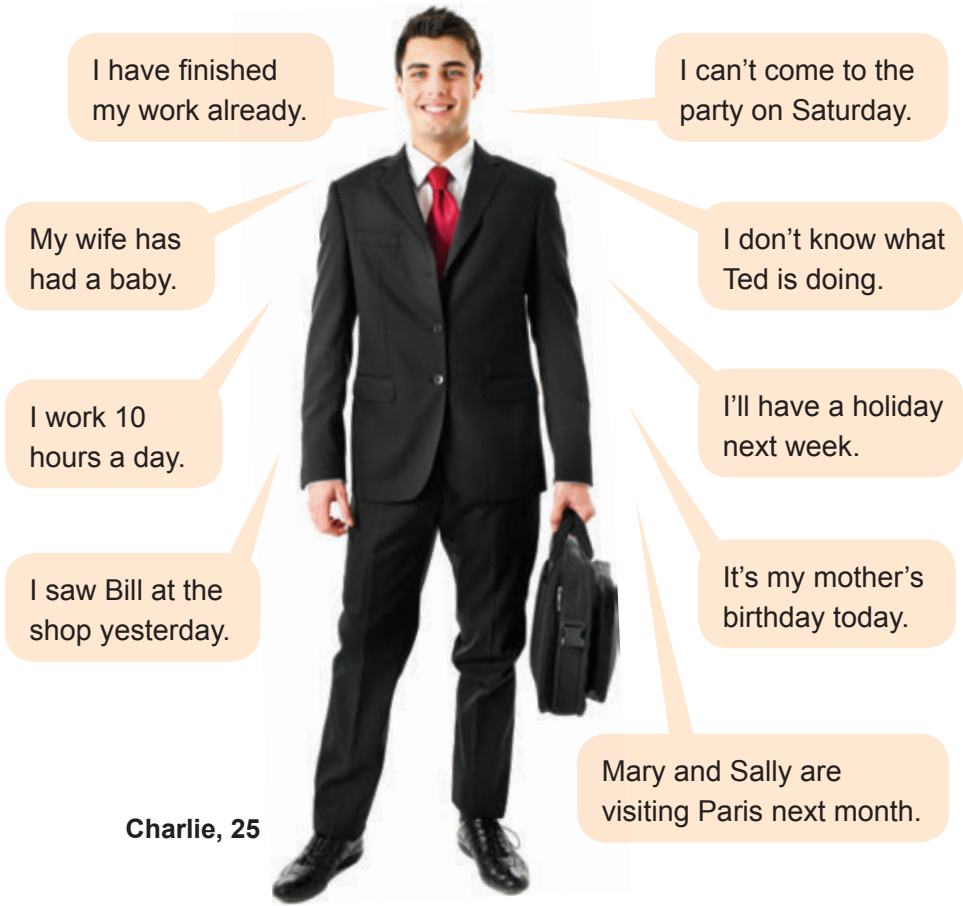 I have finished
my work already.
I can’t come to the
party on Saturday.
My wife has
had a baby.
I don’t know what
Ted is doing.
I work 10
hours a day.
I’ll have a holiday
next week.
I saw Bill at the
shop yesterday.
It's my mother’s
birthday today.
Mary and Sally are
visiting Paris next month.
Charlie, 25